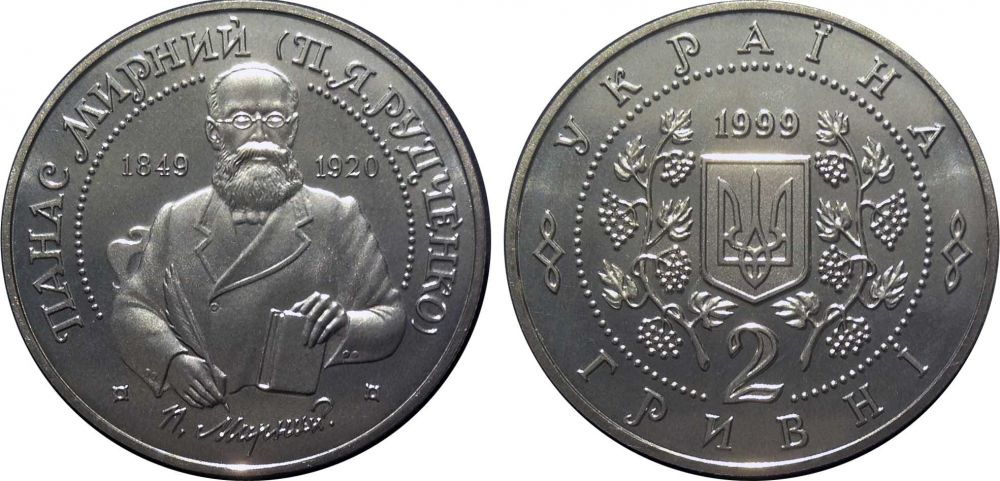 ПАНАС МИРНИЙ (П.Я.РУДЧЕНКО)
1849 1920
П. Мирний
УКРАЇНА
1999
2
ГРИВНІ